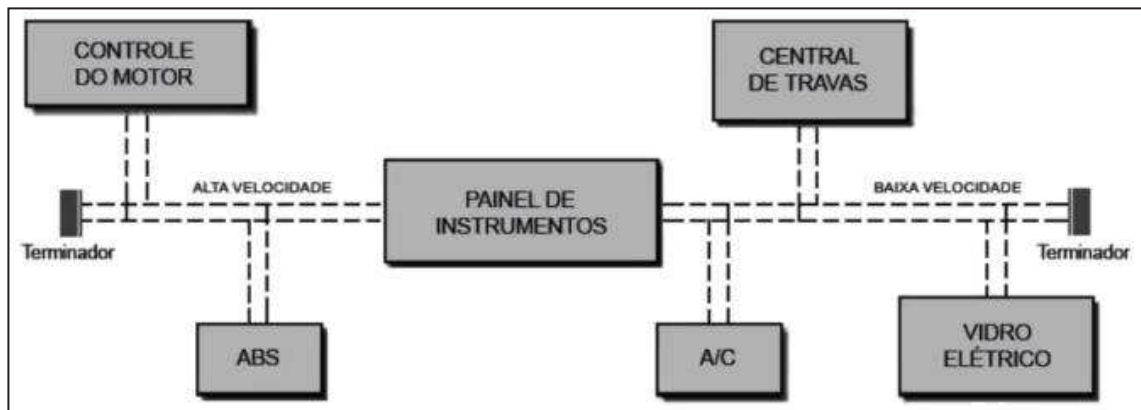 CONTROLE
DO MOTOR
CENTRAL
DE TRAVAS
ALTA VELOCIDADE
PAINEL DE
INSTRUMENTOS
BAIXA VELOCIDADE
Terminador
Terminador
ABS
A/C
VIDRO
ELÉTRICO